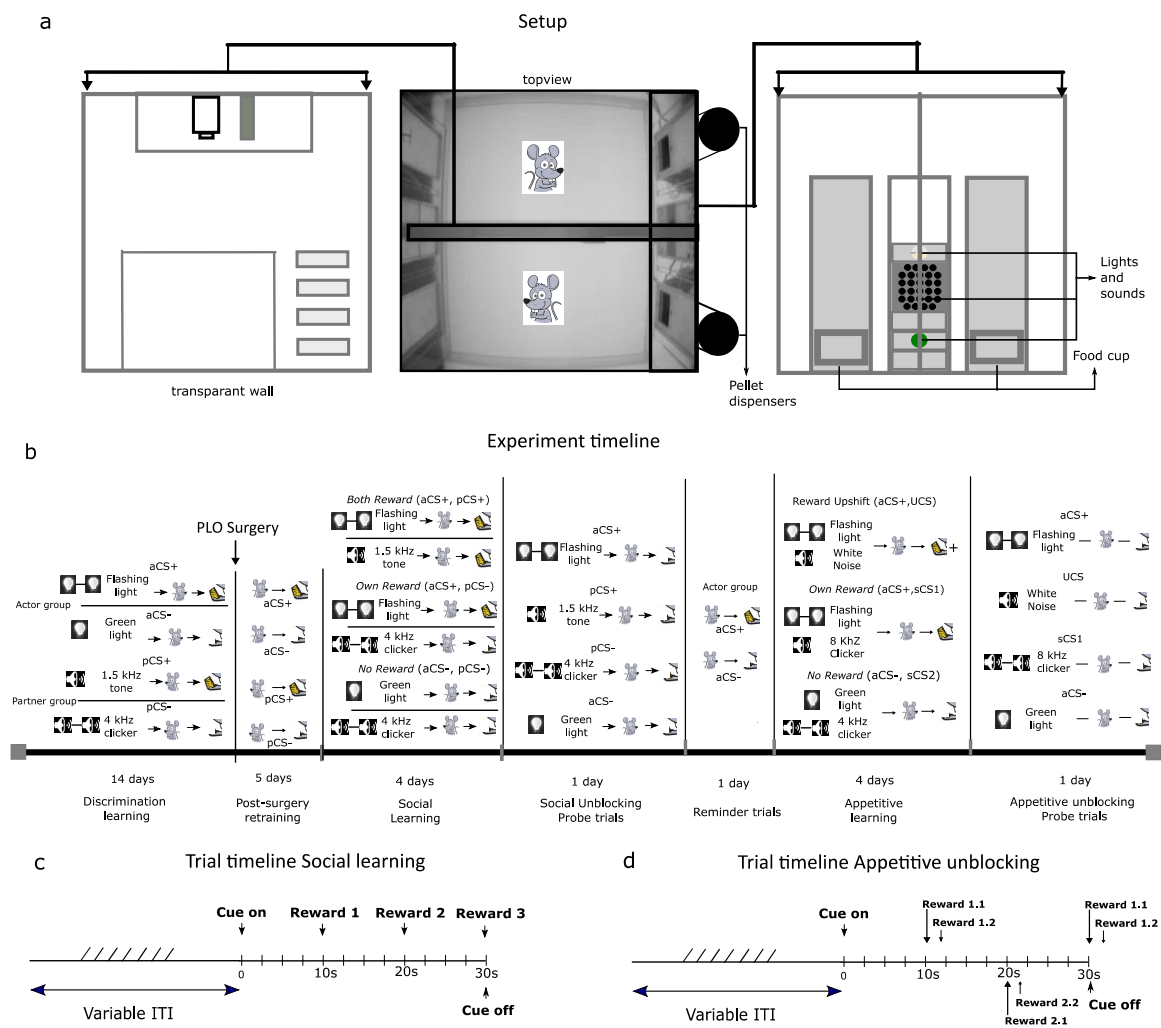 a
Setup
topview
transparant wall
Pellet
dispensers
Lights
and
sounds
Food cup
b
Experiment timeline
PLO Surgery
aCS+
Flashing
light
Actor group
aCS-
Green
light
pCS+
1.5 kHz
tone
Partner group
pCS-
4 kHz
clicker
aCS+
aCS-
pCS+
pCS-
Both Reward (aCS+, pCS+)
Flashing
light
1.5 kHz
tone
Own Reward (aCS+, pCS-)
Flashing
light
4 kHz
clicker
No Reward (aCS-, pCS-)
Green
light
4 kHz
clicker
aCS+
Flashing
light
pCS+
1.5 kHz
tone
pCS-
4 kHz
clicker
aCS-
Green
light
Actor group
aCS+
aCS-
Reward Upshift (aCS+,UCS)
Flashing
light
White
Noise
+
Own Reward (aCS+,sCS1)
Flashing
light
8 KhZ
Clicker
No Reward (aCS-, sCS2)
Green
light
4 kHz
clicker
aCS+
Flashing
light
UCS
White
Noise
sCS1
8 kHz
clicker
aCS-
Green
light
14 days
Discrimination
learning
5 days
Post-surgery
retraining
4 days
Social
Learning
1 day
Social Unblocking
Probe trials
1 day
Reminder trials
4 days
Appetitive
learning
1 day
Appetitive unblocking
Probe trials
c
Trial timeline Social learning
Cue on
Reward 1
Reward 2
Reward 3
0
10s
20s
30s
Variable ITI
Cue off
d
Trial timeline Appetitive unblocking
Cue on
Reward 1.1
Reward 1.2
Reward 1.1
Reward 1.2
0
10s
20s
30s
Variable ITI
Reward 2.2
Reward 2.1
Cue off